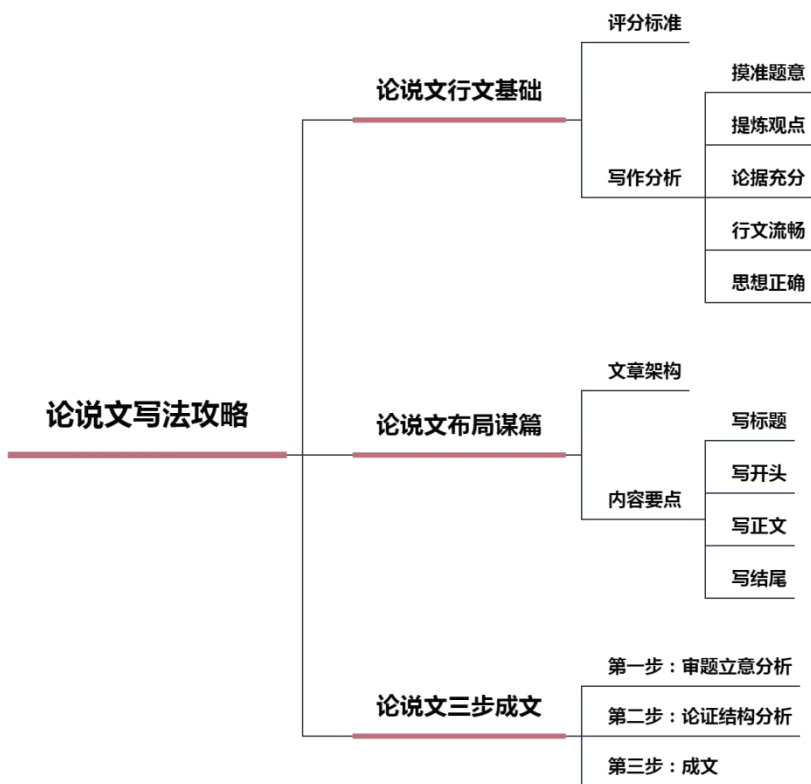 论说文写法攻略
论说文行文基础
评分标准
写作分析
摸准题意
提炼观点
论据充分
行文流畅
思想正确
论说文布局谋篇
文章架构
内容要点
写标题
写开头
写正文
写结尾
论说文三步成文
第一步：审题立意分析
第二步：论证结构分析
第三步：成文